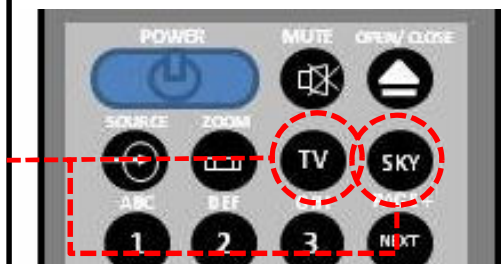 POWER MUTE OPEN/CLOSE
SOURCE ZOOM
TV SKY
ABC DEF
1 2 3 NEXT